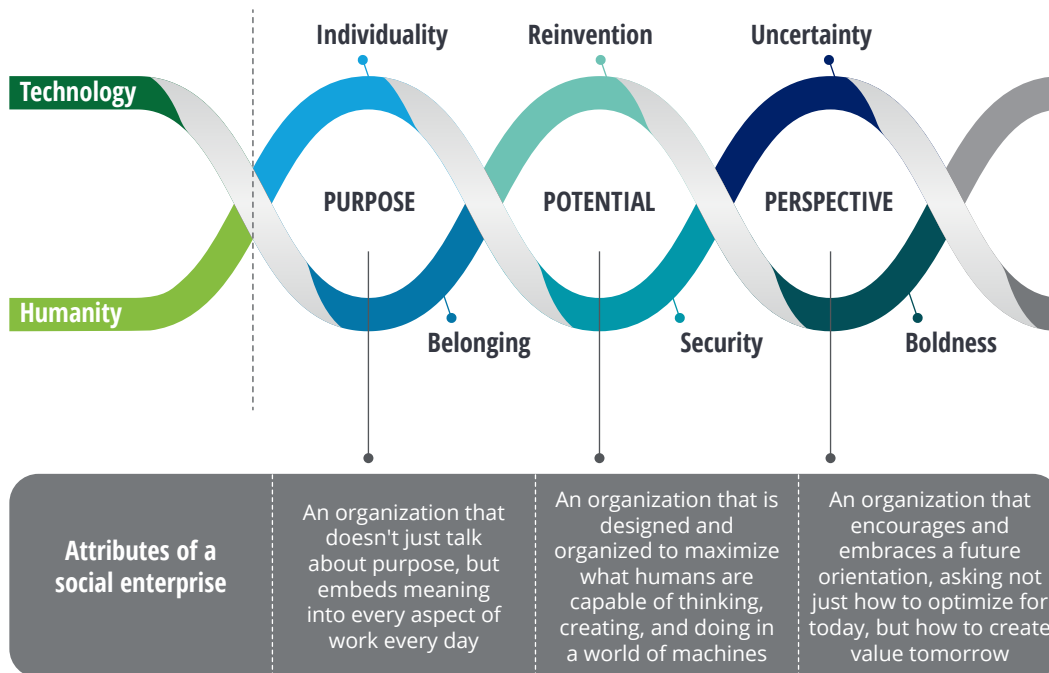 Individuality
Reinvention
Uncertainty
Technology
PURPOSE
POTENTIAL
PERSPECTIVE
Humanity
Belonging
Security
Boldness
Attributes of a
social enterprise
An organization that
doesn't just talk
about purpose, but
embeds meaning
into every aspect of
work every day
An organization that is
designed and
organized to maximize
what humans are
capable of thinking,
creating, and doing in
a world of machines
An organization that
encourages and
embraces a future
orientation, asking not
just how to optimize for
today, but how to create
value tomorrow